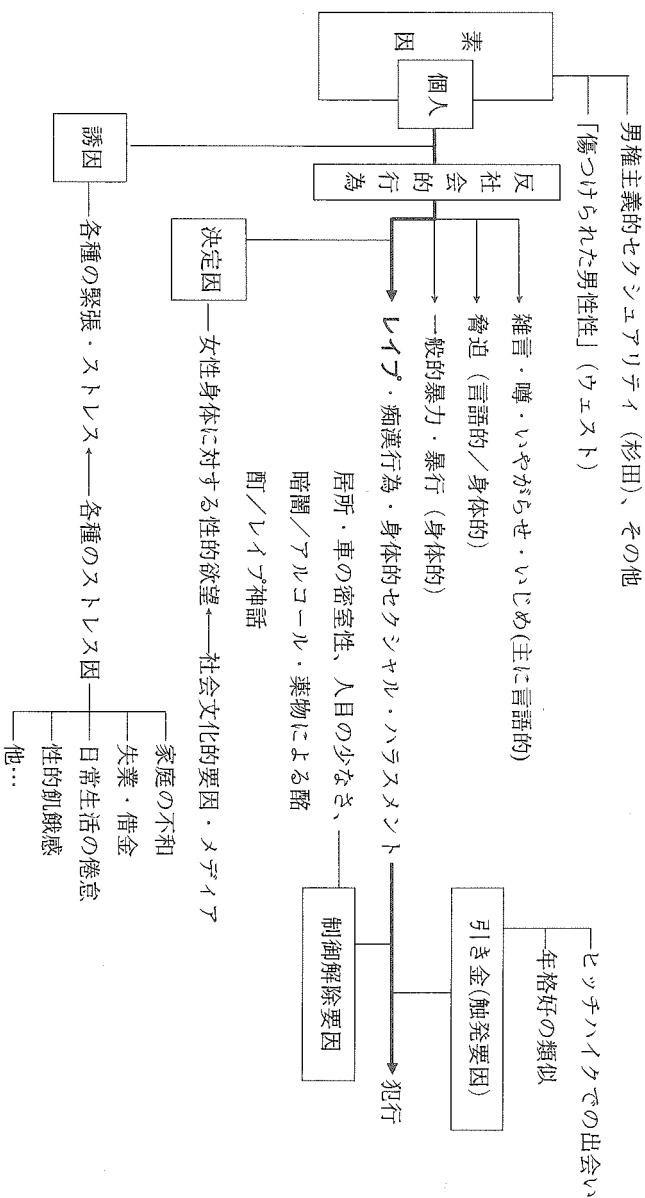 男権主義的セクシュアリティ（杉田）、その他
「傷つけられた男性性」（ウェスト）
素因
個人
反社会的行為
誘因
決定因
雑言・噂・いやがらせ・いじめ(主に言語的)
脅迫（言語的／身体的）
一般的暴力・暴行（身体的）
レイプ・痴漢行為・身体的セクシャル・ハラスメント
居所・車の密室性、人目の少なさ、
暗闇／アルコール・薬物による酩
酊／レイプ神話
女性身体に対する性的欲望
社会文化的要因・メディア
各種の緊張・ストレス
各種のストレス因
家庭の不和
失業・借金
日常生活の倦怠
性的飢餓感
他…
ヒッチハイクでの出会い
年格好の類似
引き金(触発要因)
制御解除要因
犯行